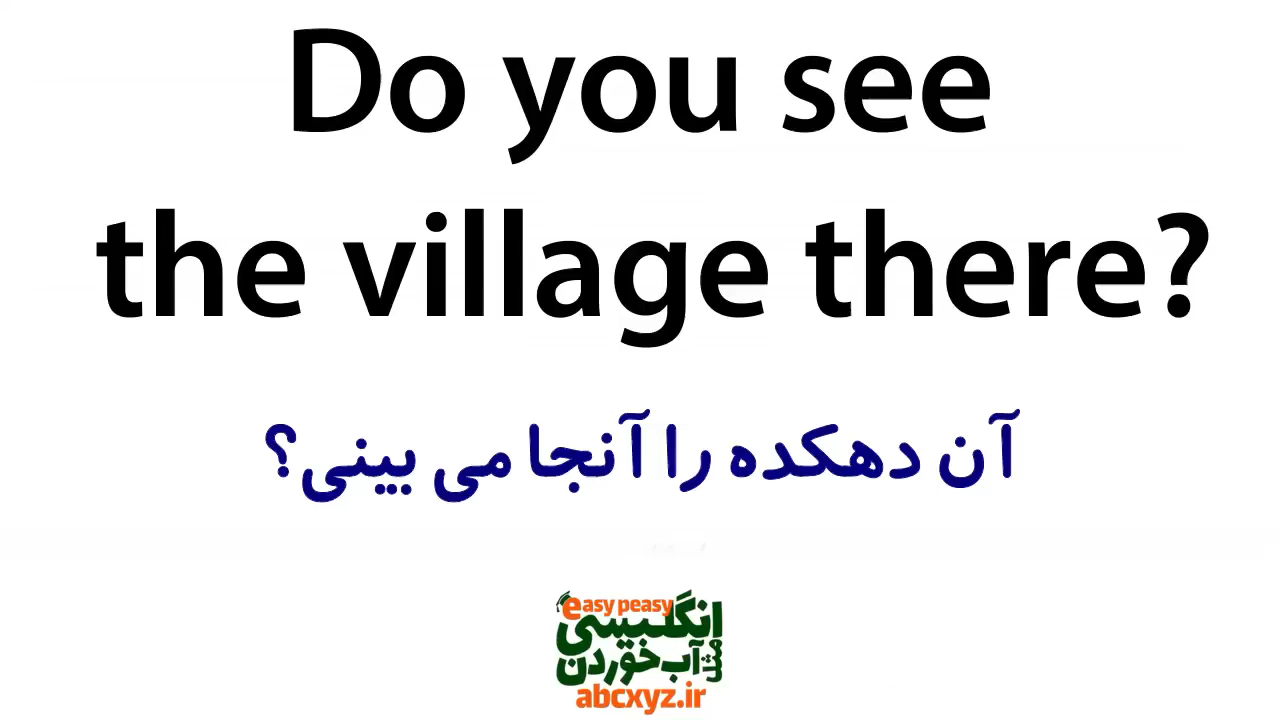 Do you see
the village there?
آن دهکده را آنجا می بینی؟
easy peasy
انگلیسی
مثل آب خوردن
abcxyz.ir